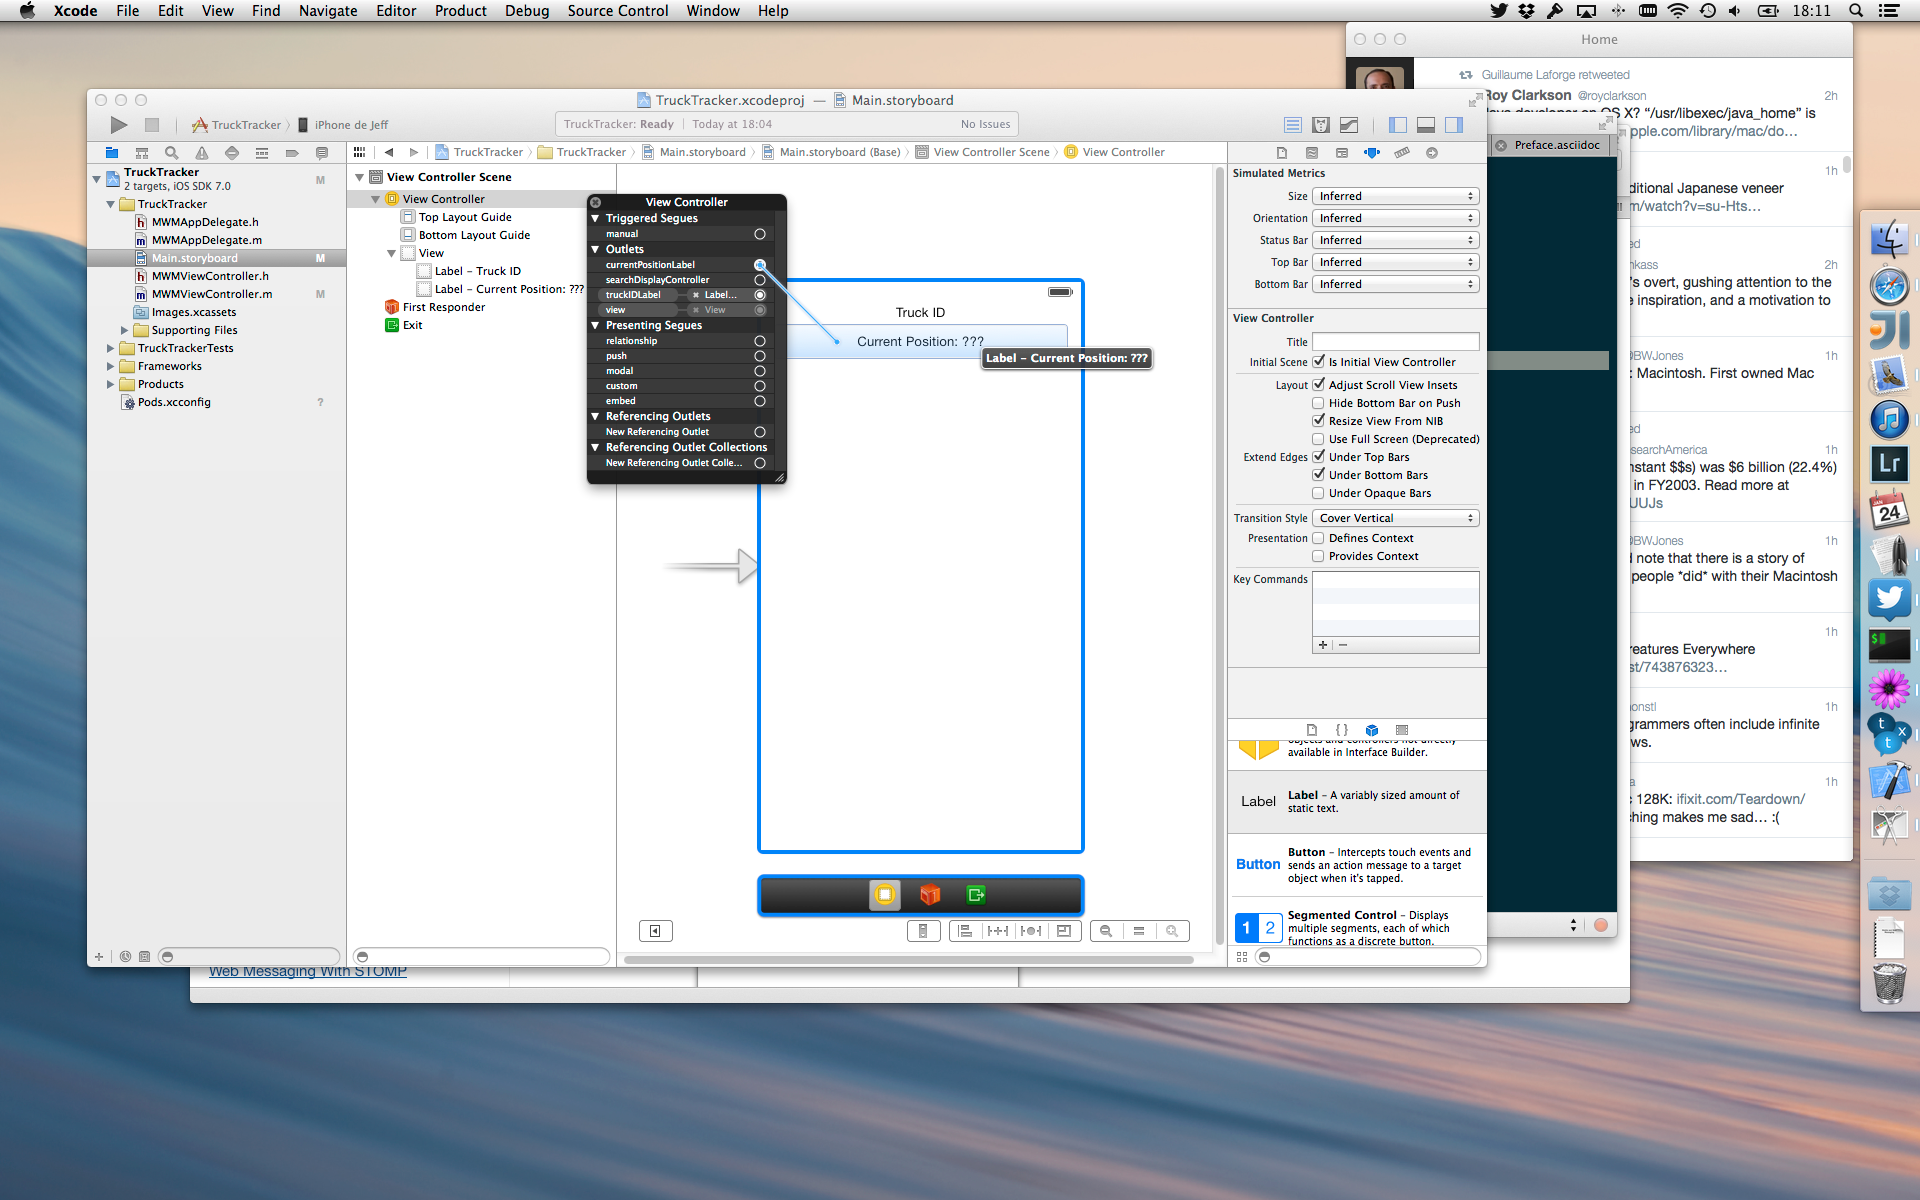 Xcode File Edit View Find Navigate Editor Product Debug Source Control Window Help 18:11
Home
Guillaume Laforge retweeted
Roy Clarkson @royclarkson 2h
developer on OS X? "/usr/libexec/java_home" is
pple.com/library/mac/do...
1h
ditional Japanese veneer
m/watch?v=su-Hts...
ed
nkass 2h
's overt, gushing attention to the
e inspiration, and a motivation to
OBWJones 1h
: Macintosh. First owned Mac
ed
searchAmerica 1h
nstant $$s) was $6 billion (22.4%)
in FY2003. Read more at
UUJs
OBWJones 1h
d note that there is a story of
people *did* with their Macintosh
1h
reatures Everywhere
st/743876323...
nonstl 1h
grammers often include infinite
ws.
a 1h
c 128K: ifixit.com/Teardown/
ching makes me sad... :(
Preface.asciidoc
TruckTracker.xcodeproj — Main.storyboard
TruckTracker iPhone de Jeff
TruckTracker: Ready Today at 18:04 No Issues
TruckTracker TruckTracker Main.storyboard Main.storyboard (Base) View Controller Scene View Controller
TruckTracker M
2 targets, iOS SDK 7.0
TruckTracker
h MWMAppDelegate.h
m MWMAppDelegate.m
Main.storyboard M
h MWMViewController.h
m MWMViewController.m M
Images.xcassets
Supporting Files
TruckTrackerTests
Frameworks
Products
Pods.xcconfig ?
View Controller Scene
View Controller
Top Layout Guide
Bottom Layout Guide
View
Label – Truck ID
Label – Current Position: ???
First Responder
Exit
View Controller
Triggered Segues
manual
Outlets
currentPositionLabel
searchDisplayController
truckIDLabel Label...
view View
Presenting Segues
relationship
push
modal
custom
embed
Referencing Outlets
New Referencing Outlet
Referencing Outlet Collections
New Referencing Outlet Colle...
Truck ID
Current Position: ???
Label – Current Position: ???
Simulated Metrics
Size Inferred
Orientation Inferred
Status Bar Inferred
Top Bar Inferred
Bottom Bar Inferred
View Controller
Title
Initial Scene Is Initial View Controller
Layout Adjust Scroll View Insets
Hide Bottom Bar on Push
Resize View From NIB
Use Full Screen (Deprecated)
Extend Edges Under Top Bars
Under Bottom Bars
Under Opaque Bars
Transition Style Cover Vertical
Presentation Defines Context
Provides Context
Key Commands
+ −
{ }
objects and controllers not directly
available in Interface Builder.
Label Label – A variably sized amount of
static text.
Button Button – Intercepts touch events and
sends an action message to a target
object when it's tapped.
1 2 Segmented Control – Displays
multiple segments, each of which
functions as a discrete button.
Web Messaging With STOMP
Lr
JAN
24
$
t
x
t